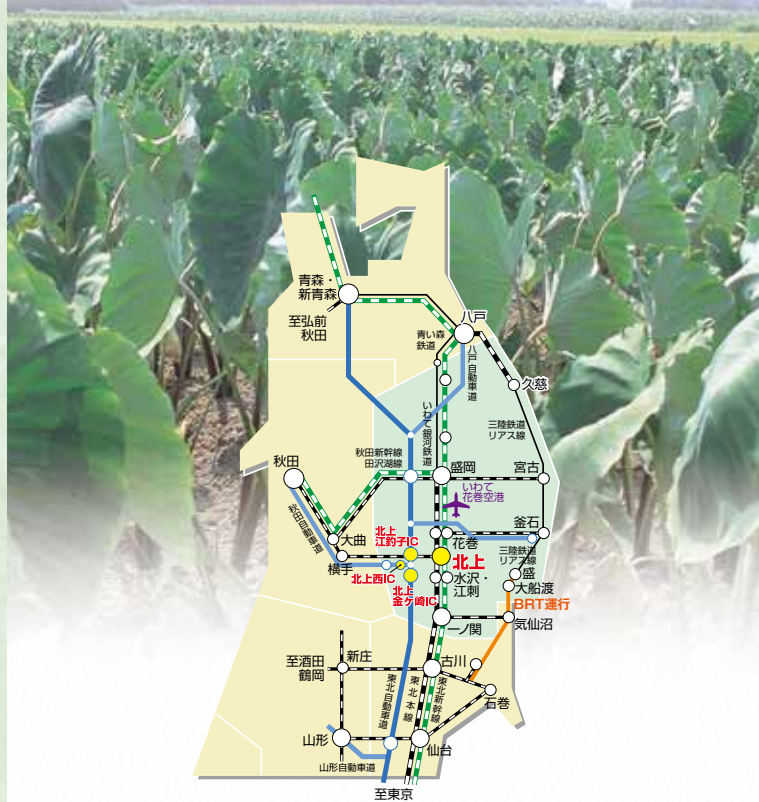 青森・
新青森
至弘前
秋田
八戸
青い森
鉄道
八戸自動車道
久慈
いわて銀河鉄道
三陸鉄道
リアス線
秋田新幹線
田沢湖線
秋田
盛岡
宮古
いわて
花巻空港
秋田自動車道
釜石
北上
江釣子IC
大曲
花巻
三陸鉄道
リアス線
横手
北上
北上西IC
水沢・
江刺
盛
大船渡
北上
金ケ崎IC
BRT運行
一ノ関
気仙沼
新庄
至酒田
鶴岡
古川
東北自動車道
東北本線
東北新幹線
石巻
山形
仙台
山形自動車道
至東京